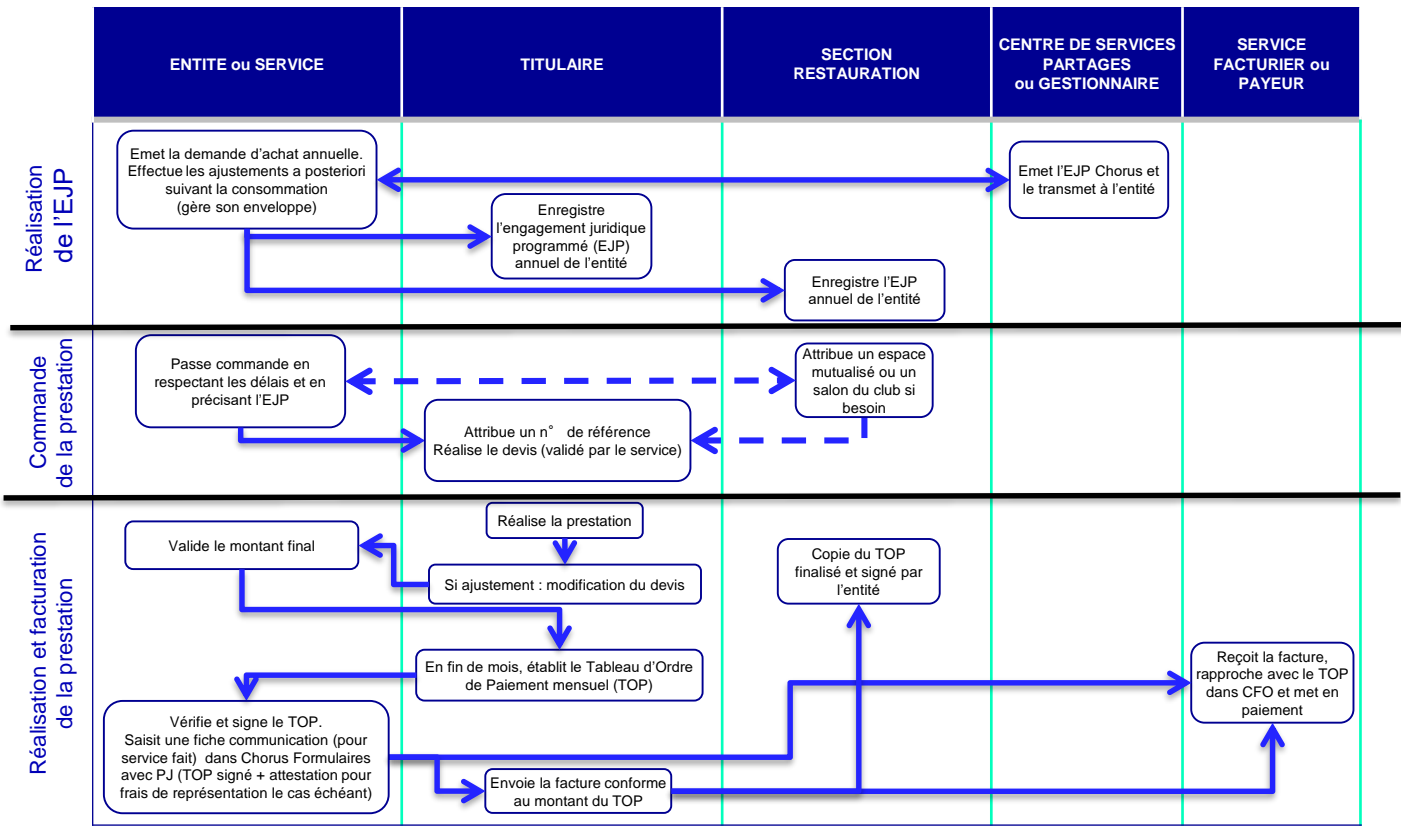 ENTITE ou SERVICE
TITULAIRE
SECTION
RESTAURATION
CENTRE DE SERVICES
PARTAGES
ou GESTIONNAIRE
SERVICE
FACTURIER ou
PAYEUR
Réalisation
de l'EJP
Emet la demande d'achat annuelle.
Effectue les ajustements a posteriori
suivant la consommation
(gère son enveloppe)
Emet l'EJP Chorus et
le transmet à l'entité
Enregistre
l'engagement juridique
programmé (EJP)
annuel de l'entité
Enregistre l'EJP
annuel de l'entité
Commande
de la prestation
Passe commande en
respectant les délais et en
précisant l'EJP
Attribue un espace
mutualisé ou un
salon du club si
besoin
Attribue un n° de référence
Réalise le devis (validé par le service)
Réalisation et facturation
de la prestation
Réalise la prestation
Valide le montant final
Si ajustement : modification du devis
Copie du TOP
finalisé et signé par
l'entité
En fin de mois, établit le Tableau d'Ordre
de Paiement mensuel (TOP)
Reçoit la facture,
rapproche avec le TOP
dans CFO et met en
paiement
Vérifie et signe le TOP.
Saisit une fiche communication (pour
service fait) dans Chorus Formulaires
avec PJ (TOP signé + attestation pour
frais de représentation le cas échéant)
Envoie la facture conforme
au montant du TOP